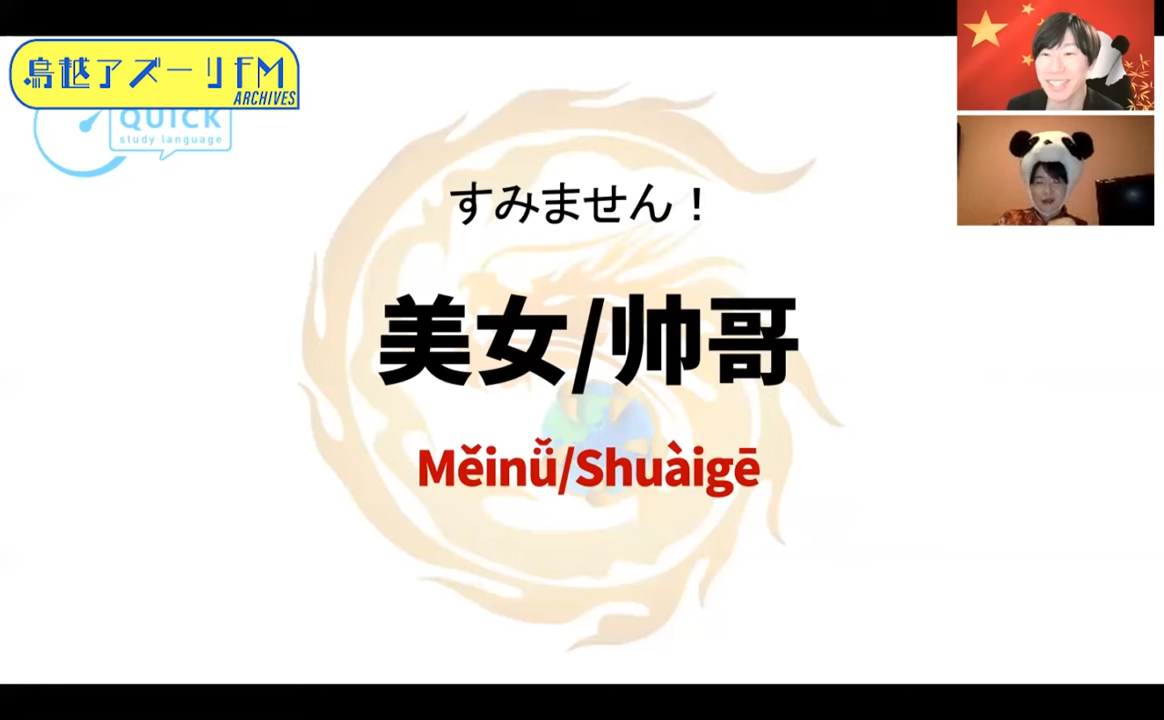 鳥越アズーリFM
ARCHIVES
QUICK
study language
すみません！
美女/帅哥
Měinǚ/Shuàigē